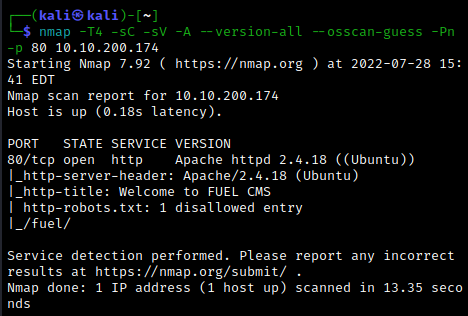 ┌──(kali㉿kali)-[~]
└─$ nmap -T4 -sC -sV -A --version-all --osscan-guess -Pn
-p 80 10.10.200.174
Starting Nmap 7.92 ( https://nmap.org ) at 2022-07-28 15:
41 EDT
Nmap scan report for 10.10.200.174
Host is up (0.18s latency).

PORT   STATE SERVICE VERSION
80/tcp open  http    Apache httpd 2.4.18 ((Ubuntu))
|_http-server-header: Apache/2.4.18 (Ubuntu)
|_http-title: Welcome to FUEL CMS
| http-robots.txt: 1 disallowed entry
|_/fuel/

Service detection performed. Please report any incorrect
results at https://nmap.org/submit/ .
Nmap done: 1 IP address (1 host up) scanned in 13.35 seco
nds